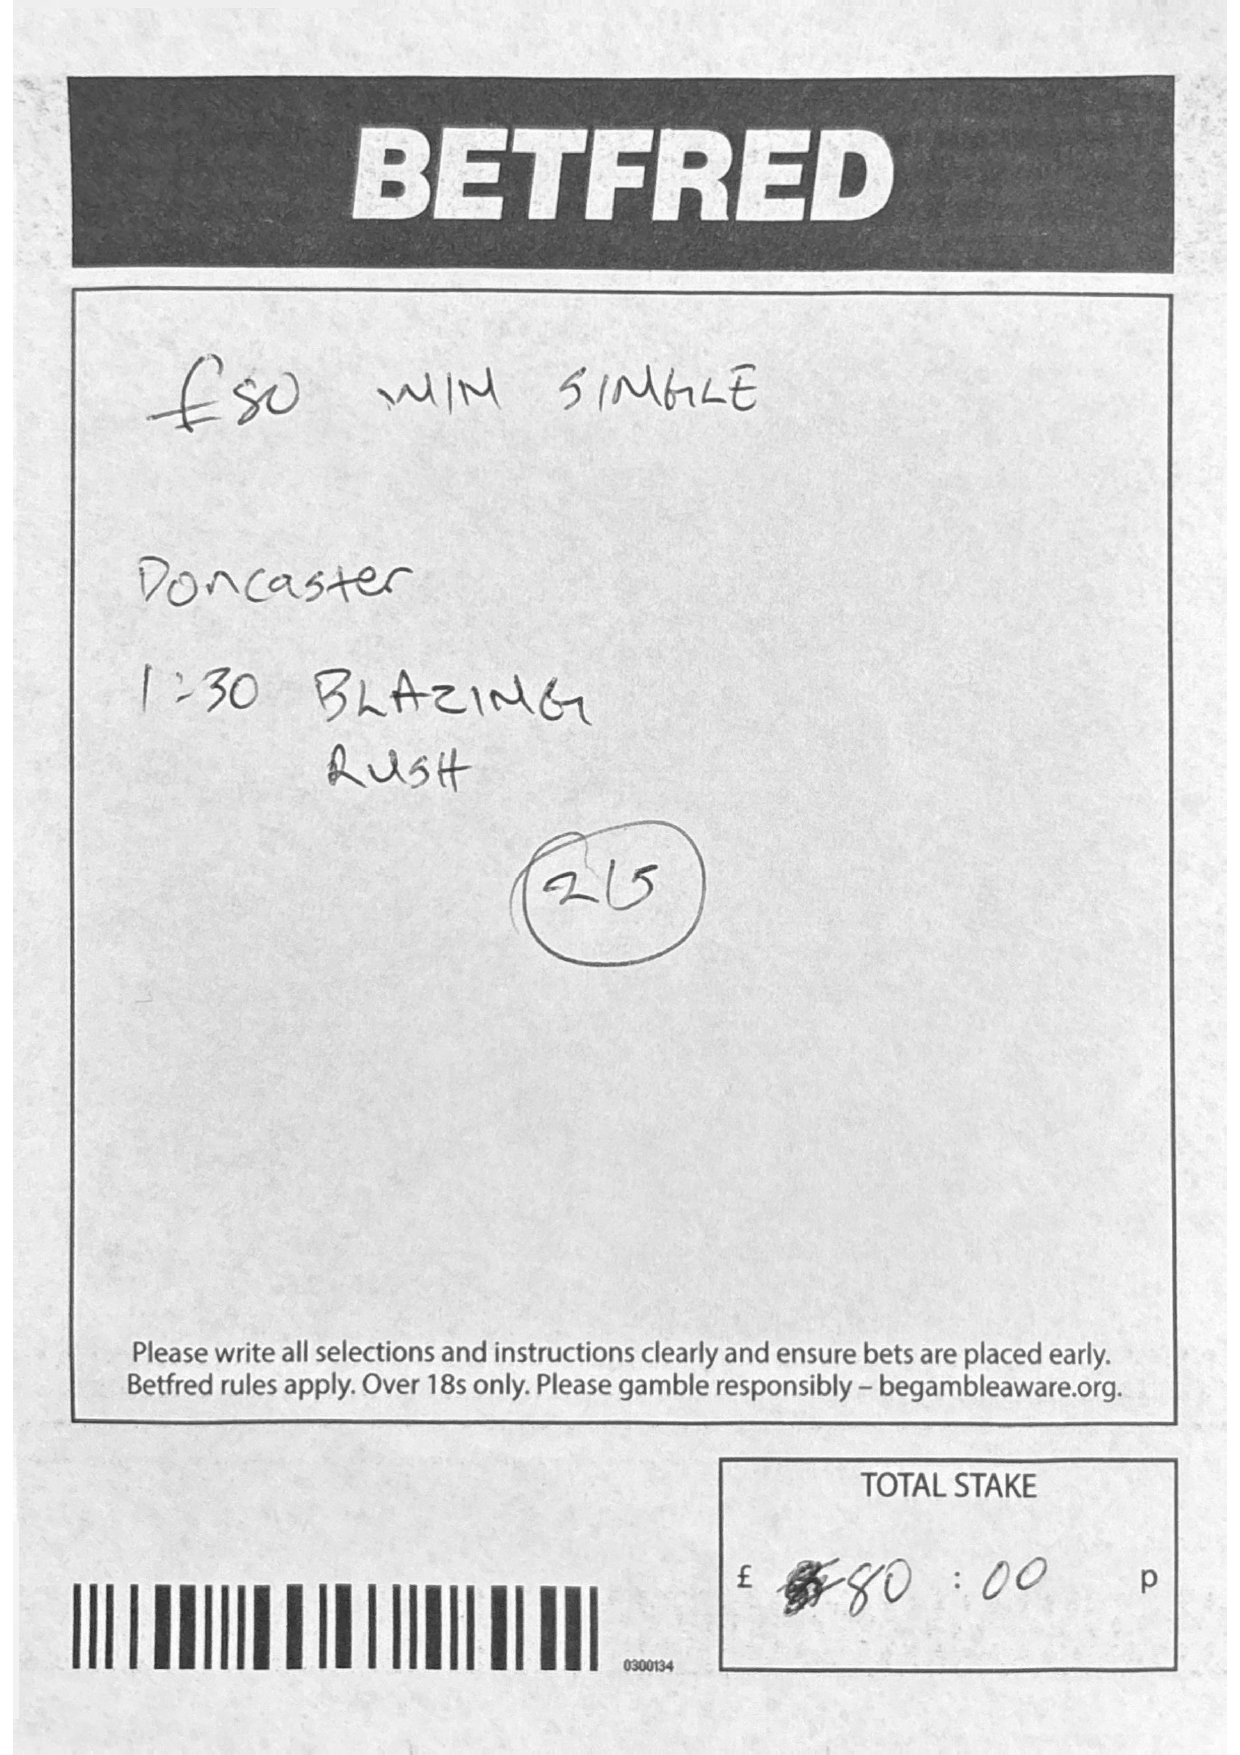 BETFRED
£80 WIN SINGLE
Doncaster
1:30 BLAZING
RUSH
2/5
Please write all selections and instructions clearly and ensure bets are placed early.
Betfred rules apply. Over 18s only. Please gamble responsibly – begambleaware.org.
TOTAL STAKE
£ 80 : 00 p
0300134